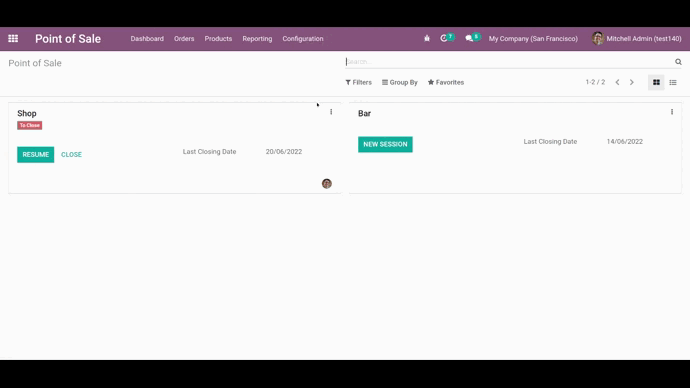 Point of Sale Dashboard Orders Products Reporting Configuration 7 6 My Company (San Francisco) Mitchell Admin (test140)
Point of Sale Search...
Filters Group By Favorites 1-2 / 2
Shop
To Close
RESUME CLOSE Last Closing Date 20/06/2022
Bar
NEW SESSION Last Closing Date 14/06/2022